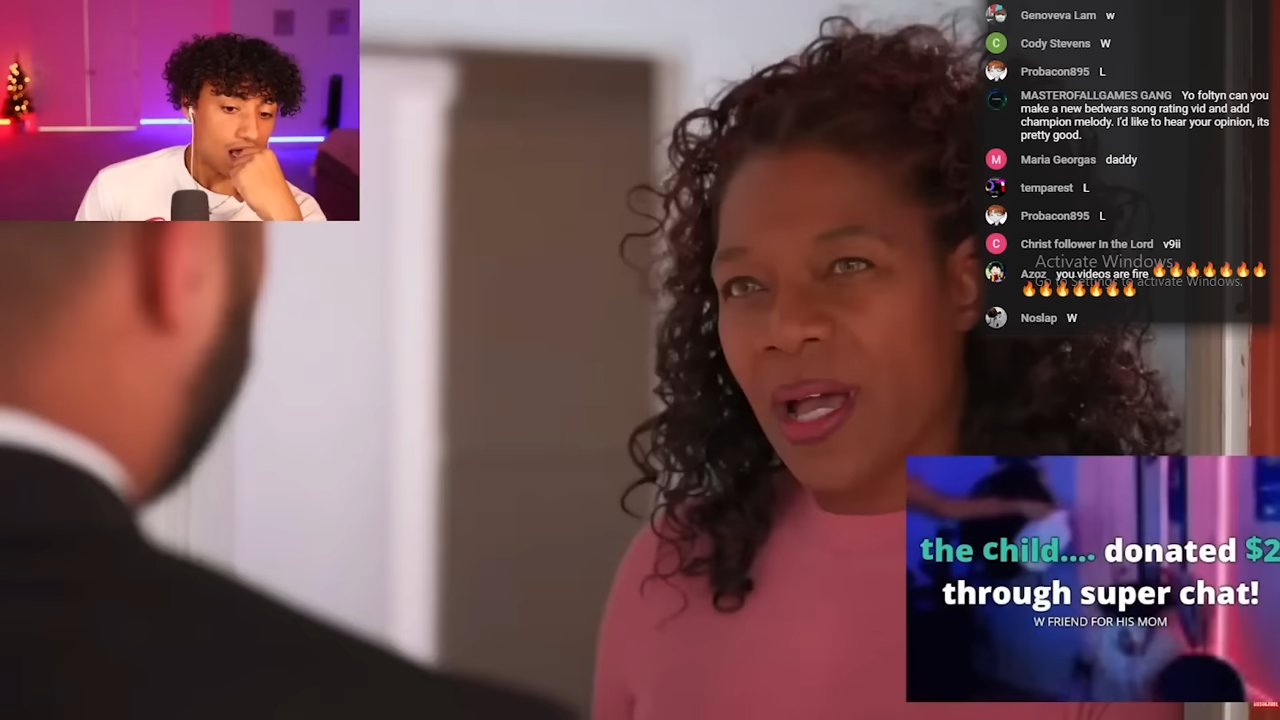 Genoveva Lam w
C Cody Stevens W
Probacon895 L
MASTEROFALLGAMES GANG Yo foltyn can you
make a new bedwars song rating vid and add
champion melody. I'd like to hear your opinion, its
pretty good.
M Maria Georgas daddy
temparest L
Probacon895 L
C Christ follower In the Lord v9ii
Activate Windows
Azoz you videos are fire 🔥🔥🔥🔥🔥🔥🔥
Go to Settings to activate Windows.
🔥🔥🔥🔥🔥🔥🔥
Noslap W
the child.... donated $2
through super chat!
W FRIEND FOR HIS MOM